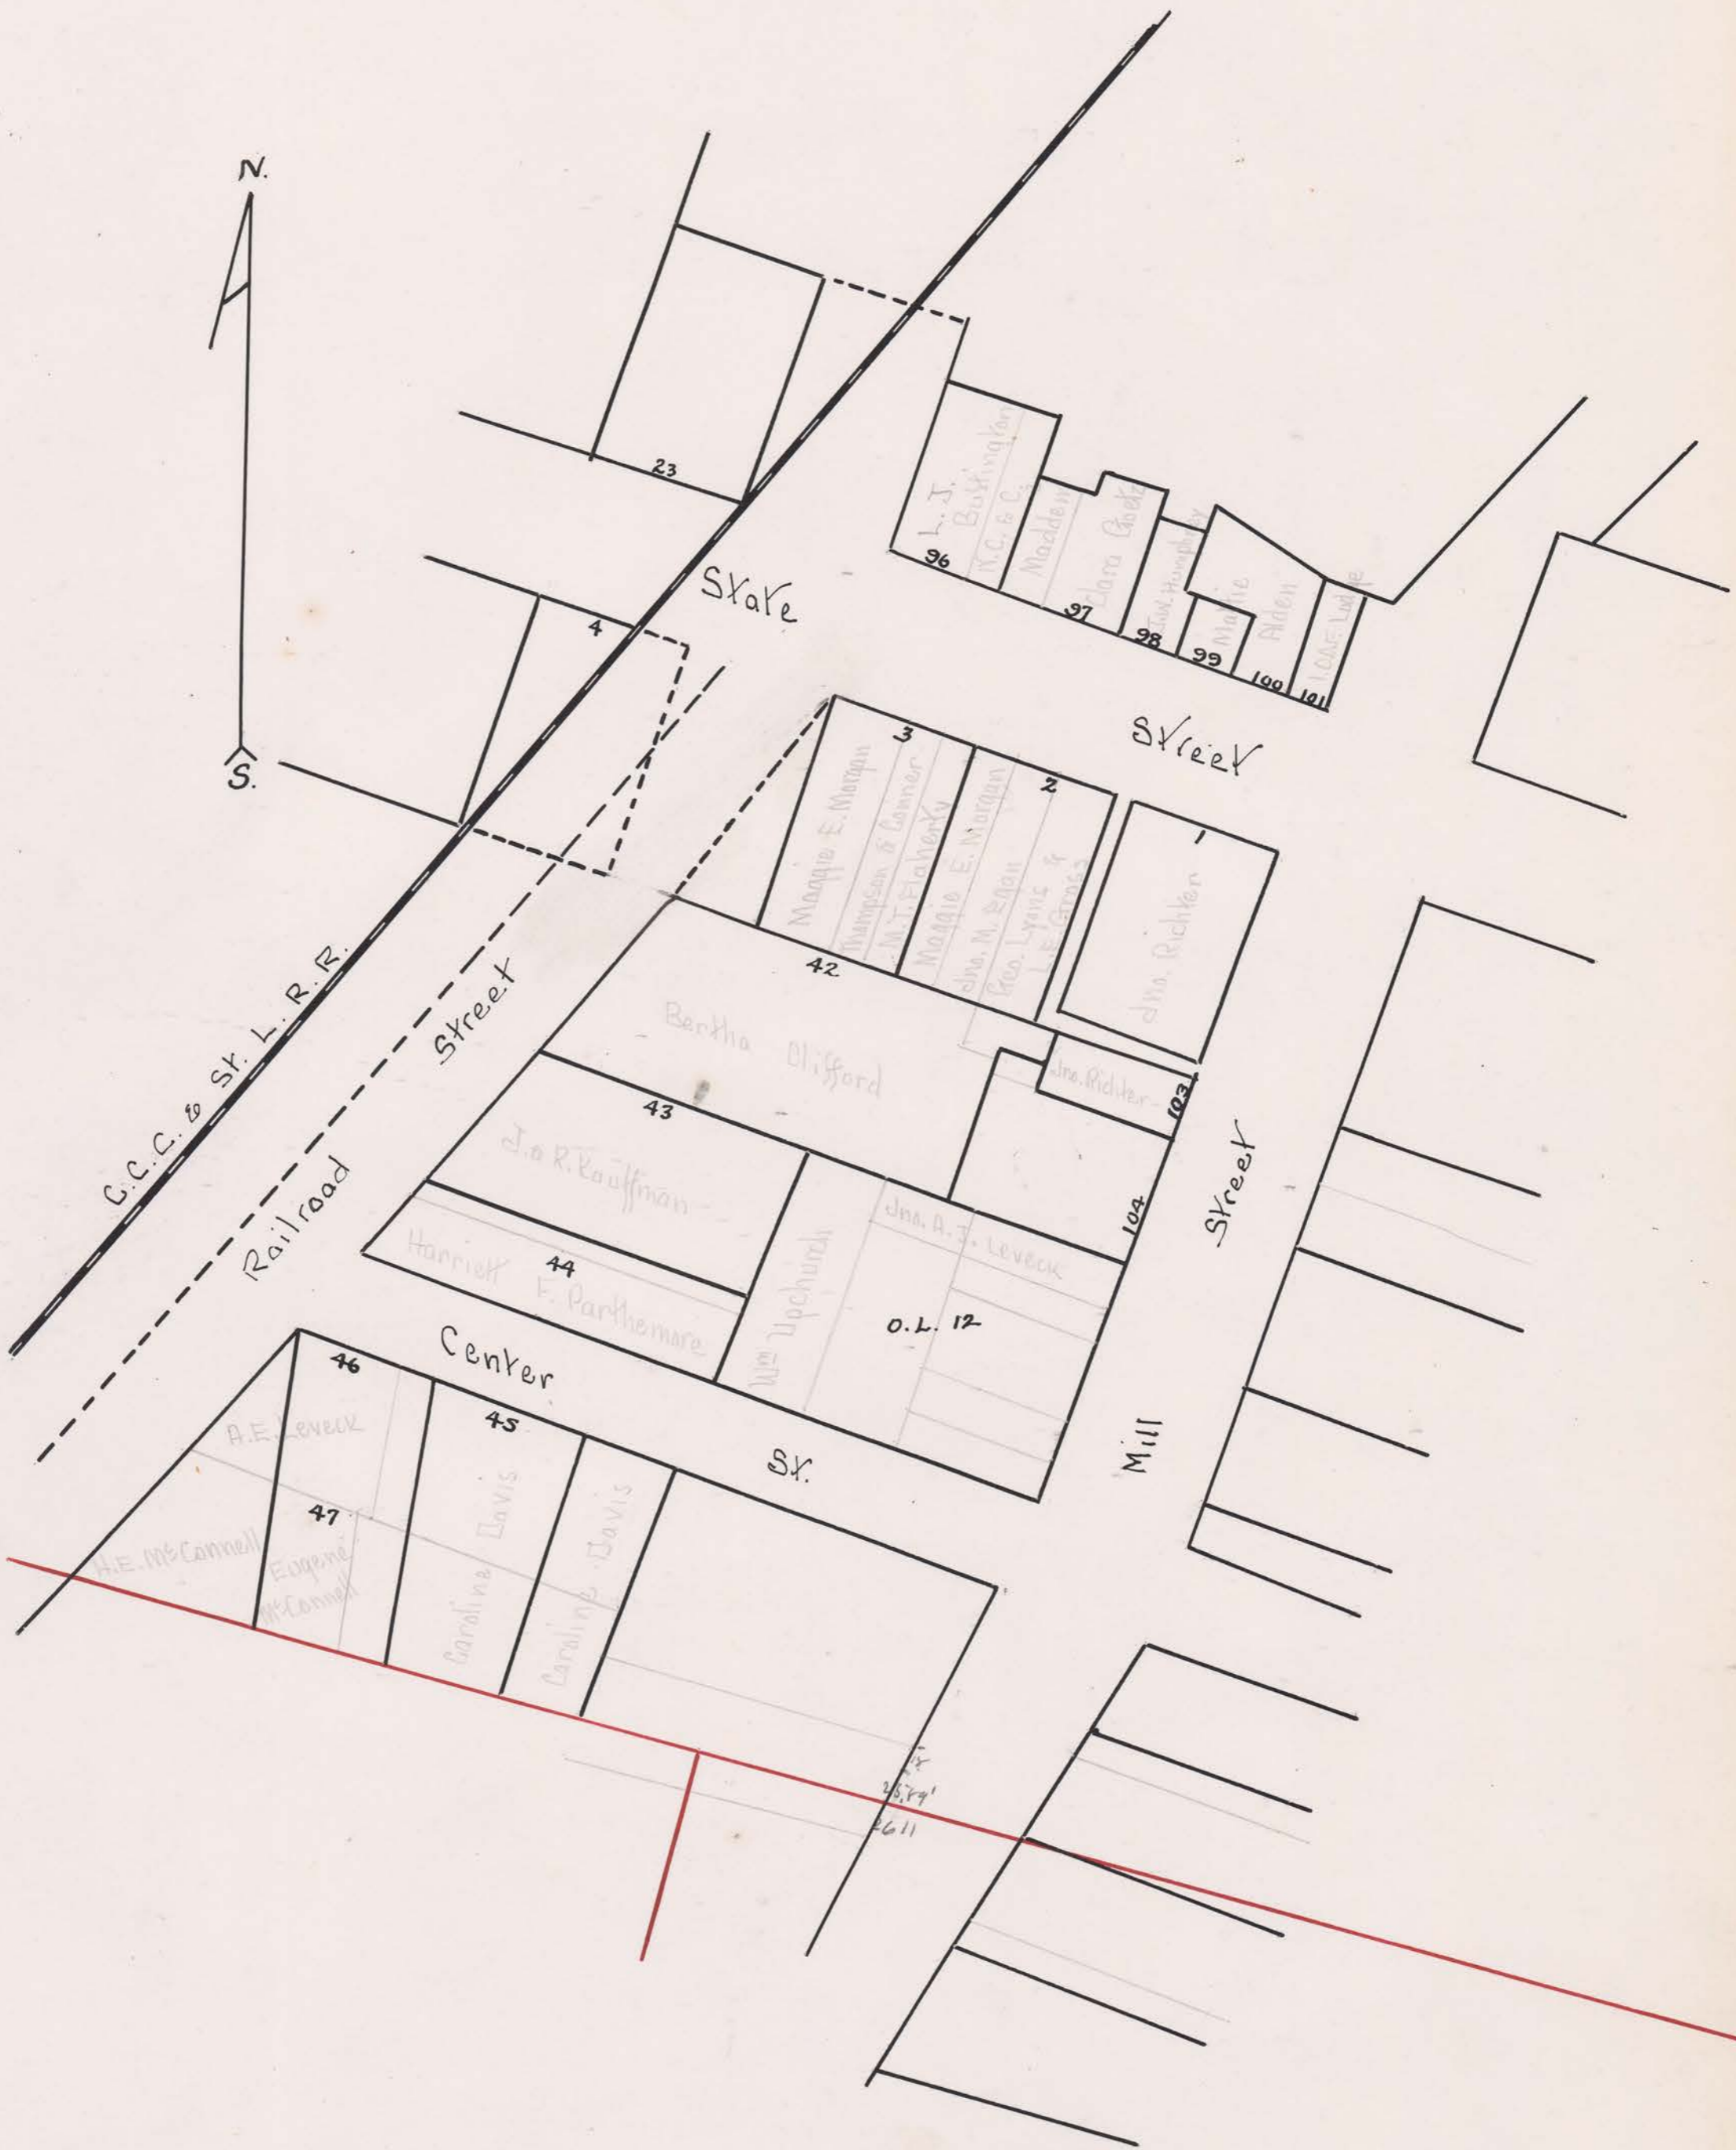 N.
S.
23
State
4
L. J.
N. C. & C.
Madden
Clara Goetz
J.W. Humphrey
Mattie
Alden
I.O.O.F. Lodge
96
97
98
99
100
101
Street
3
2
1
Maggie E. Morgan
Thompson & Conner
M. T. Flaherty
Maggie E. Morgan
Jno. M. Egan
Geo. Lyons &
L.E. Gross
Jno. Richter
42
Bertha Clifford
Jno. Richter
103
C.C.C. & St. L. R. R.
Railroad Street
43
J. R. Kauffman
104
Mill Street
Harriett
F. Parthemore
44
Wm Upchurch
Jno. A. J. Leveck
O.L. 12
Center St.
46
45
A.E. Leveck
47
H.E. McConnell
Eugene
McConnell
Caroline Davis
Caroline Davis
2611